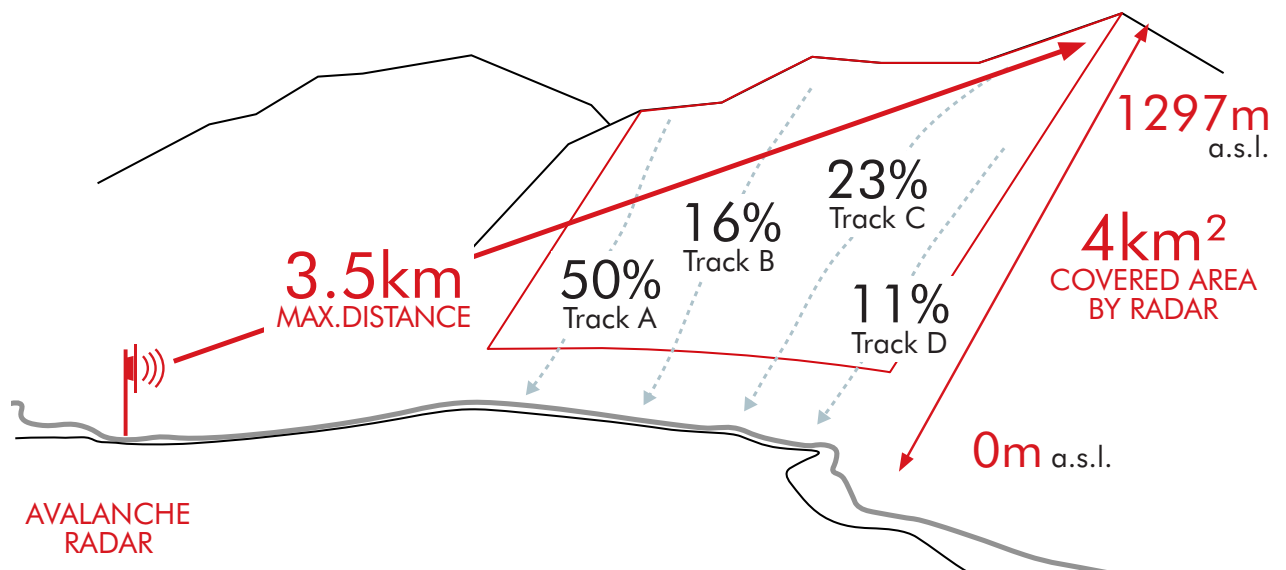 1297m
a.s.l.
23%
Track C
16%
Track B
4km²
COVERED AREA
BY RADAR
3.5km
MAX.DISTANCE
50%
Track A
11%
Track D
0m a.s.l.
AVALANCHE
RADAR